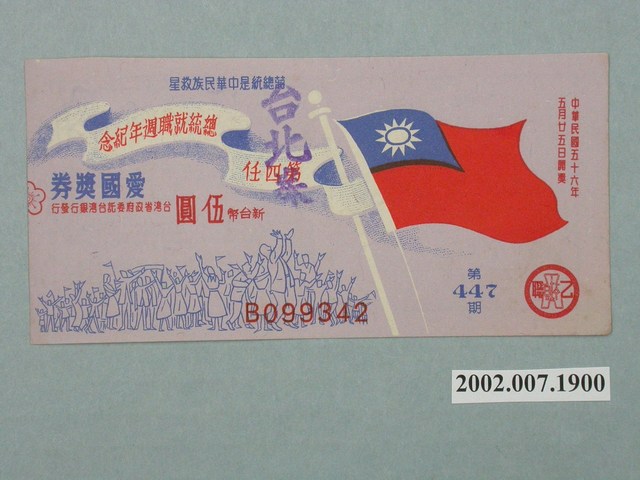 蔣總統是中華民族救星
第四任
總統就職週年紀念
台北縣
愛國獎券
新台幣伍圓
台灣省政府委託台灣銀行發行
中華民國五十六年
五月廿五日開獎
第
447
期
B099342
2002.007.1900